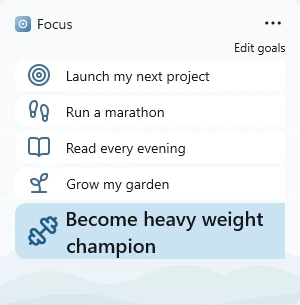 Focus
Edit goals
Launch my next project
Run a marathon
Read every evening
Grow my garden
Become heavy weight
champion